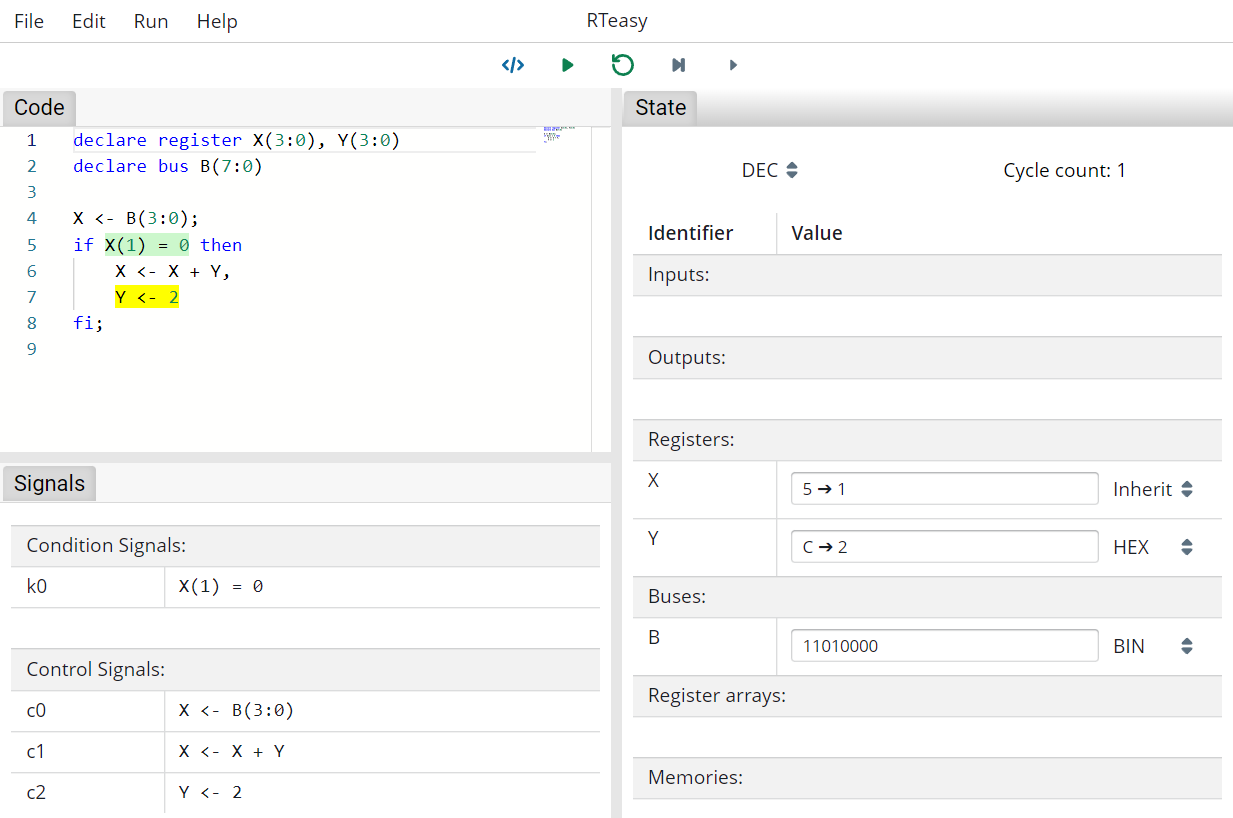 File Edit Run Help RTeasy
Code
1 declare register X(3:0), Y(3:0)
2 declare bus B(7:0)
3
4 X <- B(3:0);
5 if X(1) = 0 then
6 X <- X + Y,
7 Y <- 2
8 fi;
9
Signals
Condition Signals:
k0 X(1) = 0
Control Signals:
c0 X <- B(3:0)
c1 X <- X + Y
c2 Y <- 2
State
DEC Cycle count: 1
Identifier Value
Inputs:
Outputs:
Registers:
X 5 ➔ 1 Inherit
Y C ➔ 2 HEX
Buses:
B 11010000 BIN
Register arrays:
Memories: